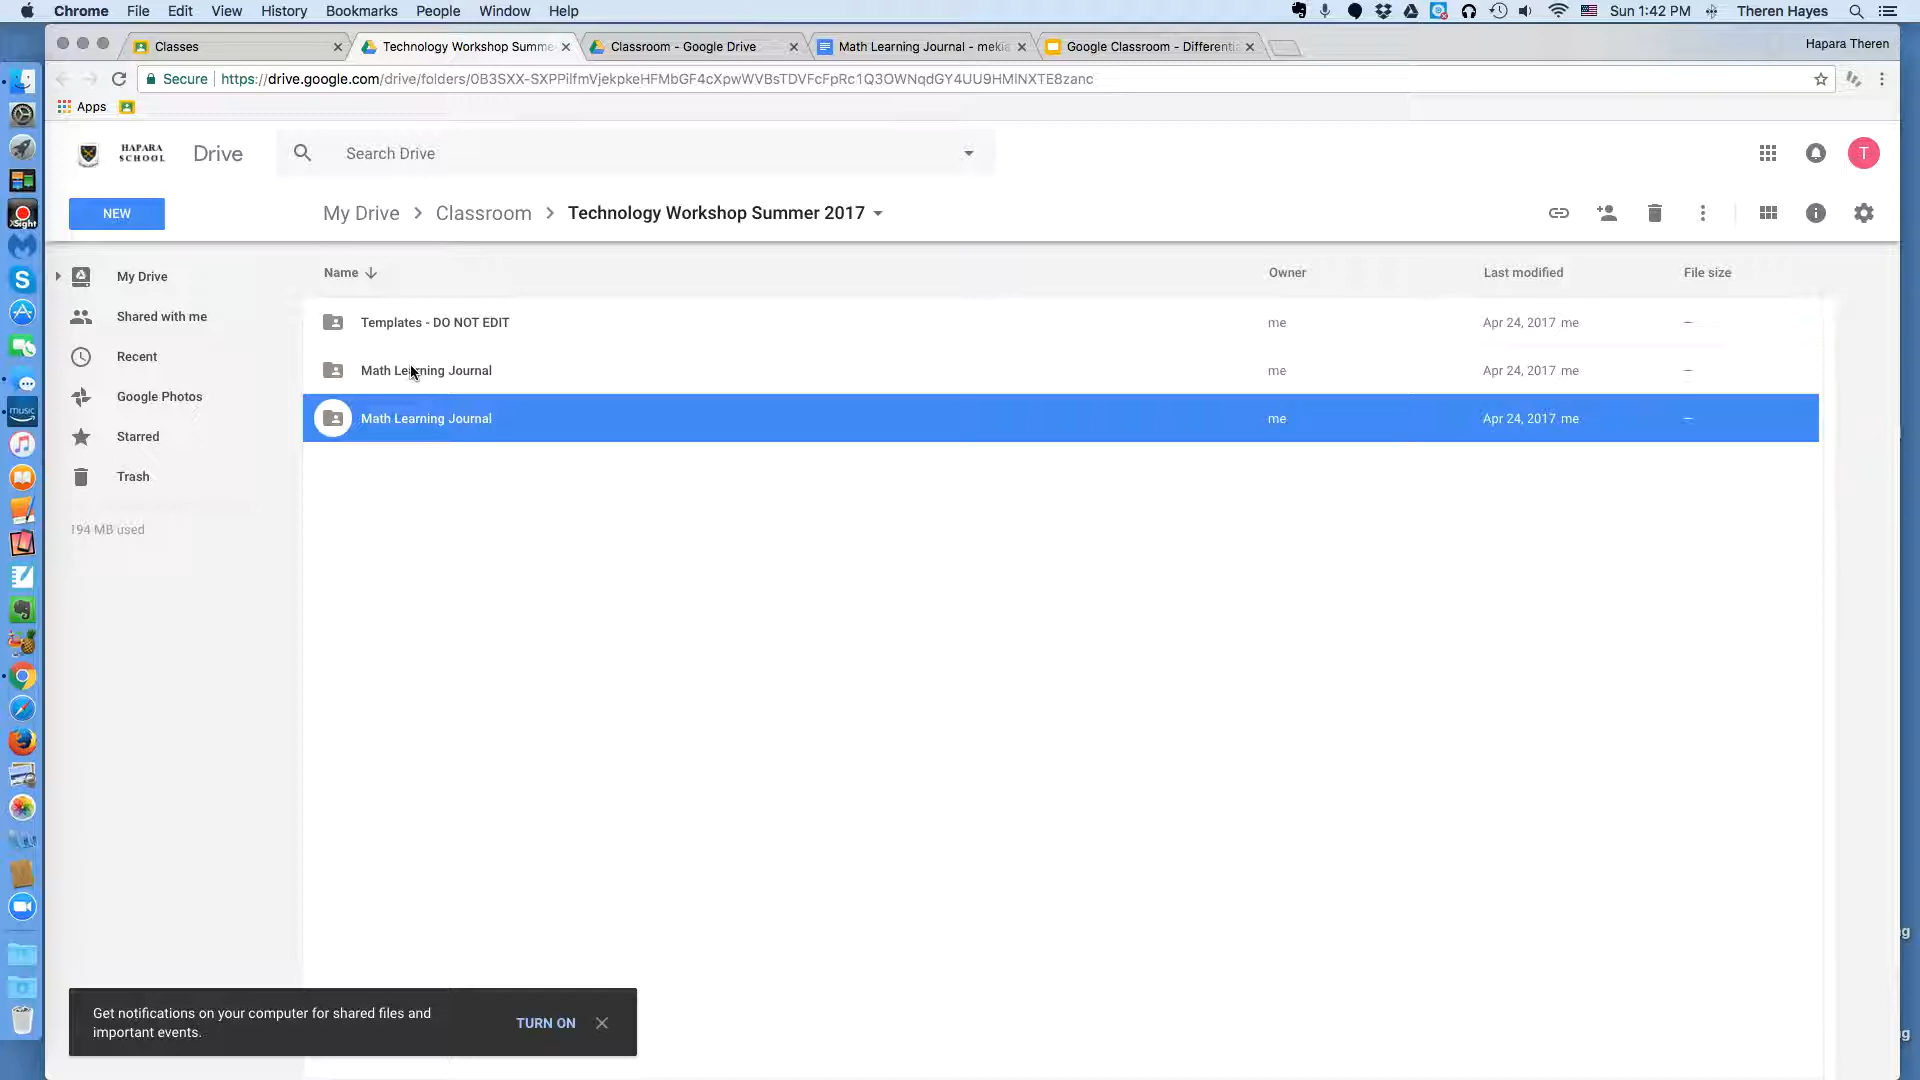 Chrome File Edit View History Bookmarks People Window Help Sun 1:42 PM Theren Hayes
Classes Technology Workshop Summe Classroom - Google Drive Math Learning Journal - mekia Google Classroom - Differenti Hapara Theren
Secure https://drive.google.com/drive/folders/0B3SXX-SXPPilfmVjekpkeHFMbGF4cXpwWVBsTDVFcFpRc1Q3OWNqdGY4UU9HMlNXTE8zanc
Apps
HAPARA
SCHOOL
Drive
Search Drive
T
NEW
My Drive > Classroom > Technology Workshop Summer 2017
Name Owner Last modified File size
Templates - DO NOT EDIT me Apr 24, 2017 me –
Math Learning Journal me Apr 24, 2017 me –
Math Learning Journal me Apr 24, 2017 me –
My Drive
Shared with me
Recent
Google Photos
Starred
Trash
194 MB used
Get notifications on your computer for shared files and
important events.
TURN ON
music
xSight
g
g